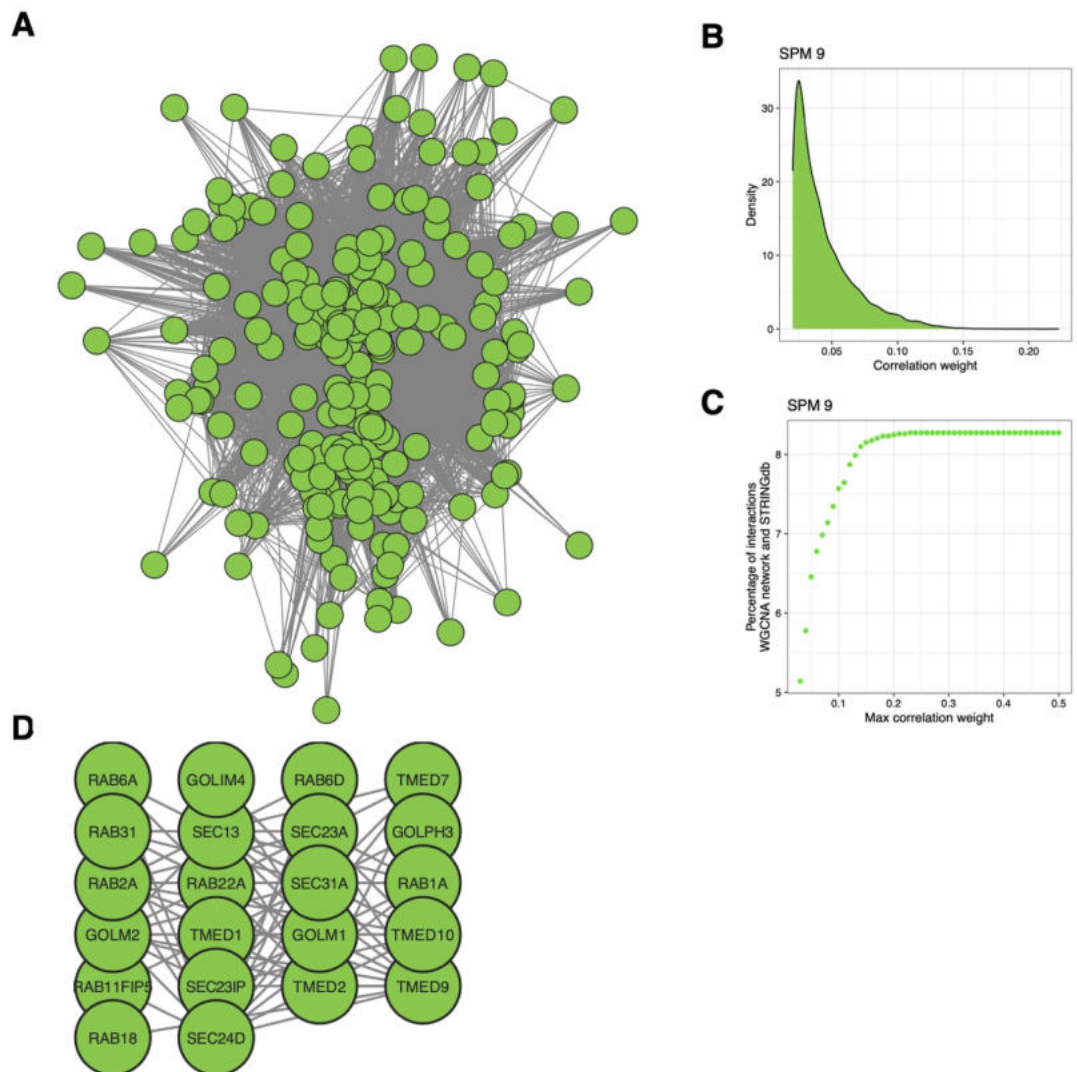 A
B
SPM 9
30
20
10
0
Density
0.05 0.10 0.15 0.20
Correlation weight
C
SPM 9
8
7
6
5
Percentage of interactions
WGCNA network and STRINGdb
0.1 0.2 0.3 0.4 0.5
Max correlation weight
D
RAB6A GOLIM4 RAB6D TMED7
RAB31 SEC13 SEC23A GOLPH3
RAB2A RAB22A SEC31A RAB1A
GOLM2 TMED1 GOLM1 TMED10
RAB11FIP5 SEC23IP TMED2 TMED9
RAB18 SEC24D